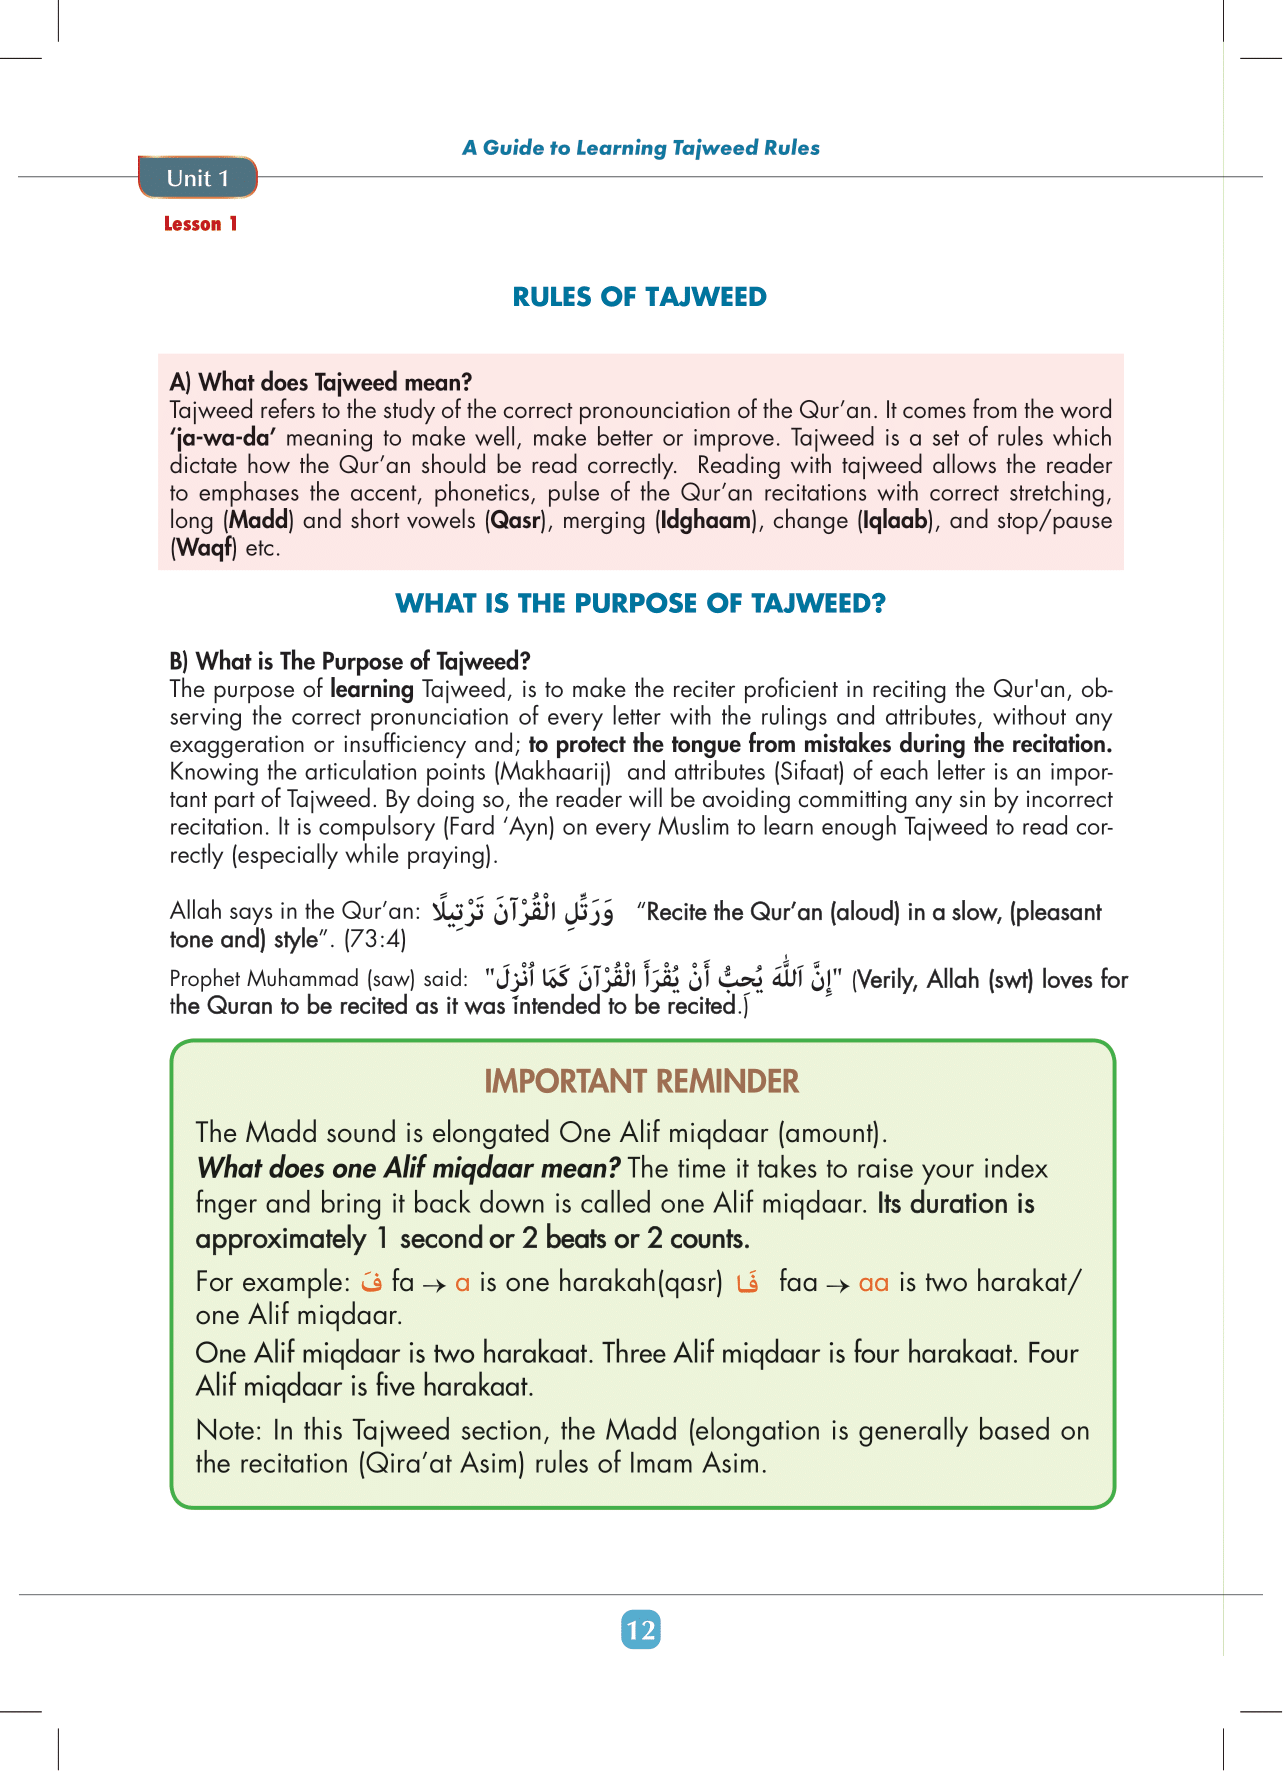 A Guide to Learning Tajweed Rules
Unit 1
Lesson 1
RULES OF TAJWEED
A) What does Tajweed mean?
Tajweed refers to the study of the correct pronounciation of the Qur’an. It comes from the word
‘ja-wa-da’ meaning to make well, make better or improve. Tajweed is a set of rules which
dictate how the Qur’an should be read correctly. Reading with tajweed allows the reader
to emphases the accent, phonetics, pulse of the Qur’an recitations with correct stretching,
long (Madd) and short vowels (Qasr), merging (Idghaam), change (Iqlaab), and stop/pause
(Waqf) etc.
WHAT IS THE PURPOSE OF TAJWEED?
B) What is The Purpose of Tajweed?
The purpose of learning Tajweed, is to make the reciter proficient in reciting the Qur'an, ob-
serving the correct pronunciation of every letter with the rulings and attributes, without any
exaggeration or insufficiency and; to protect the tongue from mistakes during the recitation.
Knowing the articulation points (Makhaarij) and attributes (Sifaat) of each letter is an impor-
tant part of Tajweed. By doing so, the reader will be avoiding committing any sin by incorrect
recitation. It is compulsory (Fard ‘Ayn) on every Muslim to learn enough Tajweed to read cor-
rectly (especially while praying).
Allah says in the Qur’an: وَرَتِّلِ الْقُرْآنَ تَرْتِيلًا “Recite the Qur’an (aloud) in a slow, (pleasant
tone and) style”. (73:4)
Prophet Muhammad (saw) said: "إِنَّ اَللَّهَ يُحِبُّ أَنْ يُقْرَأَ الْقُرْآنَ كَمَا اُنْزِلَ" (Verily, Allah (swt) loves for
the Quran to be recited as it was intended to be recited.)
IMPORTANT REMINDER
The Madd sound is elongated One Alif miqdaar (amount).
What does one Alif miqdaar mean? The time it takes to raise your index
fnger and bring it back down is called one Alif miqdaar. Its duration is
approximately 1 second or 2 beats or 2 counts.
For example: فَ fa → a is one harakah(qasr) فَـا faa → aa is two harakat/
one Alif miqdaar.
One Alif miqdaar is two harakaat. Three Alif miqdaar is four harakaat. Four
Alif miqdaar is five harakaat.
Note: In this Tajweed section, the Madd (elongation is generally based on
the recitation (Qira’at Asim) rules of Imam Asim.
12